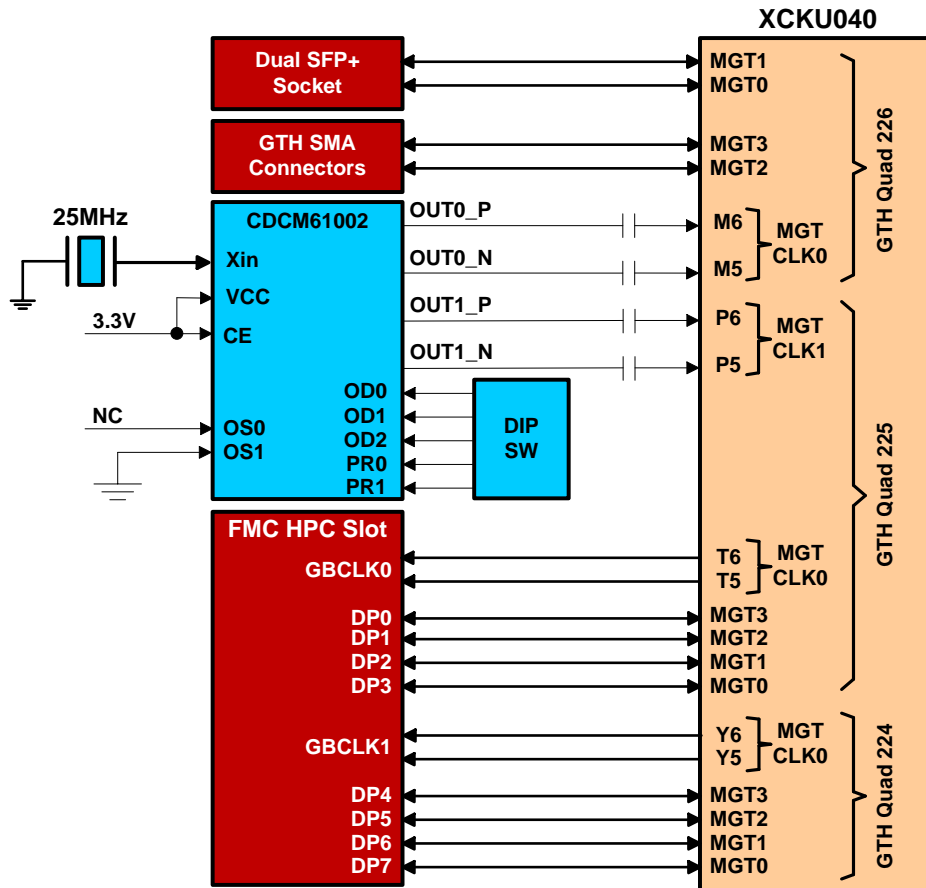 XCKU040
Dual SFP+
Socket
MGT1
MGT0
GTH SMA
Connectors
MGT3
MGT2
GTH Quad 226
25MHz
CDCM61002
Xin
VCC
3.3V
CE
NC
OS0
OS1
OUT0_P
OUT0_N
OUT1_P
OUT1_N
M6
M5
MGT
CLK0
P6
P5
MGT
CLK1
OD0
OD1
OD2
PR0
PR1
DIP
SW
GTH Quad 225
FMC HPC Slot
GBCLK0
T6
T5
MGT
CLK0
DP0
DP1
DP2
DP3
MGT3
MGT2
MGT1
MGT0
GBCLK1
Y6
Y5
MGT
CLK0
DP4
DP5
DP6
DP7
MGT3
MGT2
MGT1
MGT0
GTH Quad 224